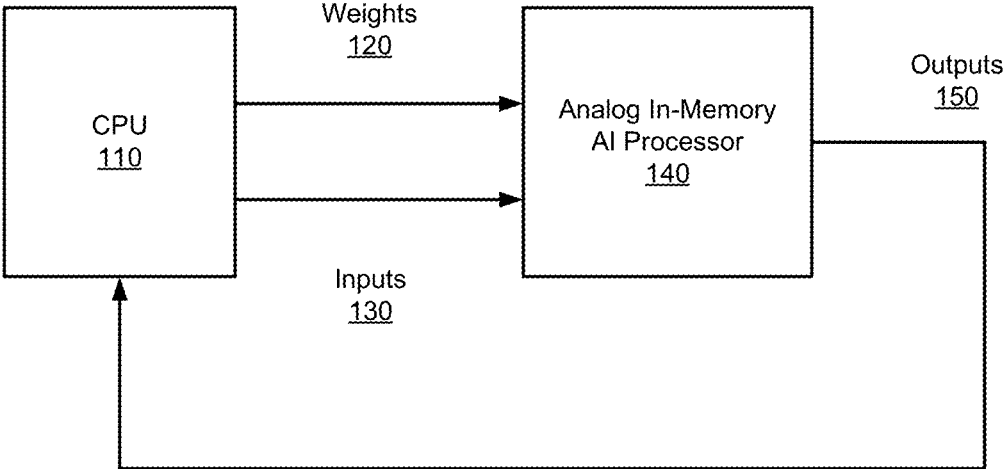 Weights
120
CPU
110
Analog In-Memory
AI Processor
140
Outputs
150
Inputs
130